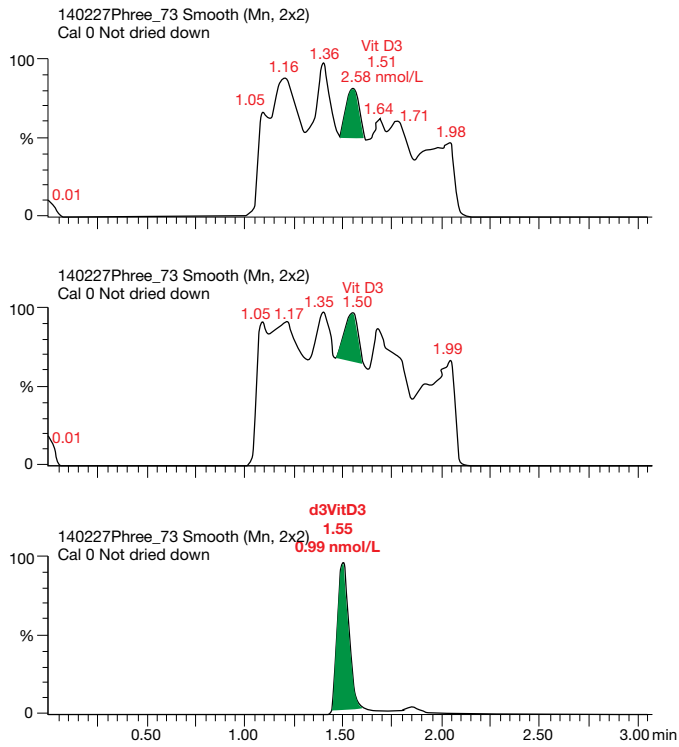 140227Phree_73 Smooth (Mn, 2x2)
Cal 0 Not dried down
100
%
0
0.01
1.05
1.16
1.36
Vit D3
1.51
2.58 nmol/L
1.64
1.71
1.98
140227Phree_73 Smooth (Mn, 2x2)
Cal 0 Not dried down
100
%
0
0.01
1.05
1.17
1.35
Vit D3
1.50
1.99
d3VitD3
1.55
0.99 nmol/L
140227Phree_73 Smooth (Mn, 2x2)
Cal 0 Not dried down
100
%
0
0.50 1.00 1.50 2.00 2.50 3.00 min